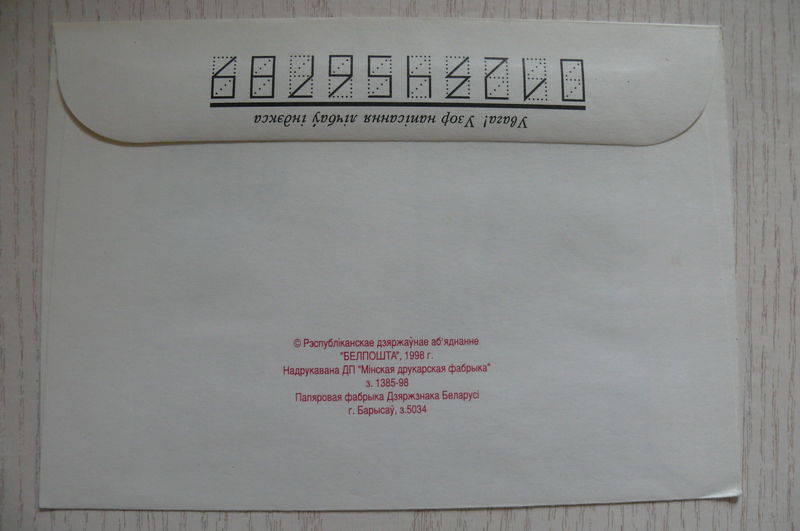 Увага! Узор напісання лічбаў індэкса
0123456789
© Рэспубліканскае дзяржаўнае аб'яднанне
"БЕЛПОШТА", 1998 г.
Надрукавана ДП "Мінская друкарская фабрыка"
з. 1385-98
Папяровая фабрыка Дзяржзнака Беларусі
г. Барысаў, з.5034